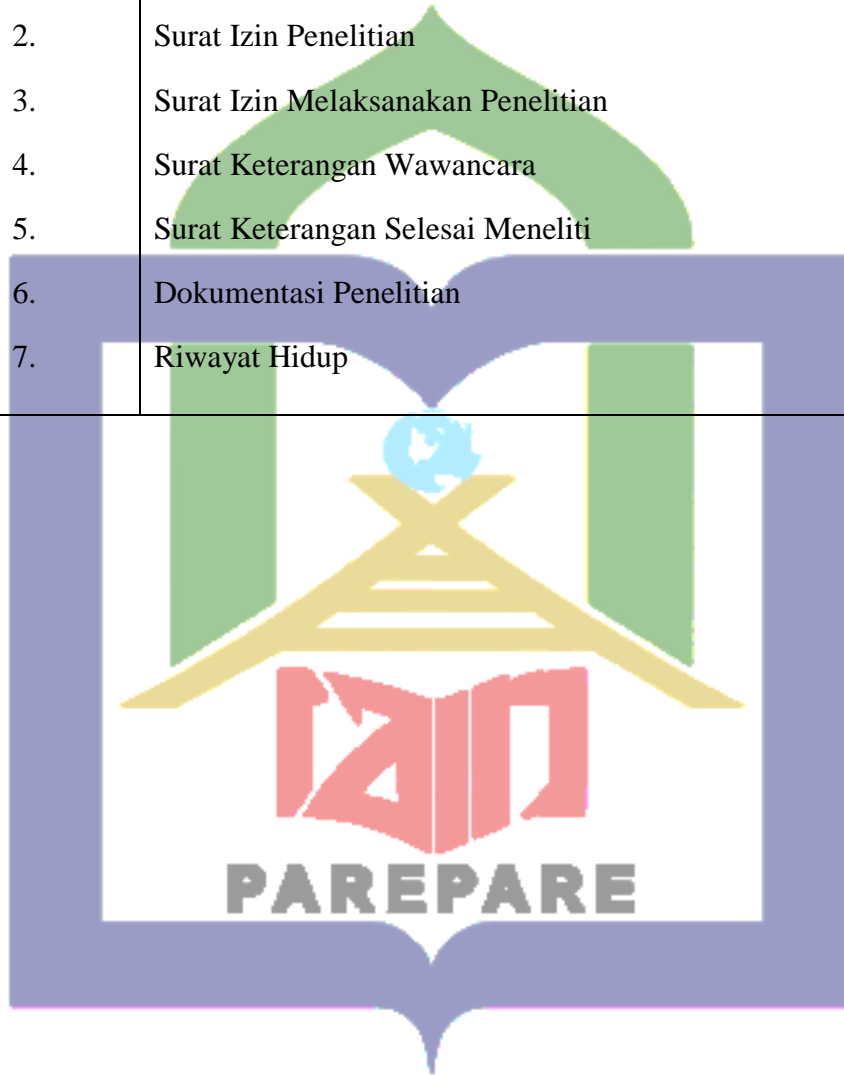 2. Surat Izin Penelitian
3. Surat Izin Melaksanakan Penelitian
4. Surat Keterangan Wawancara
5. Surat Keterangan Selesai Meneliti
6. Dokumentasi Penelitian
7. Riwayat Hidup
iain
PAREPARE